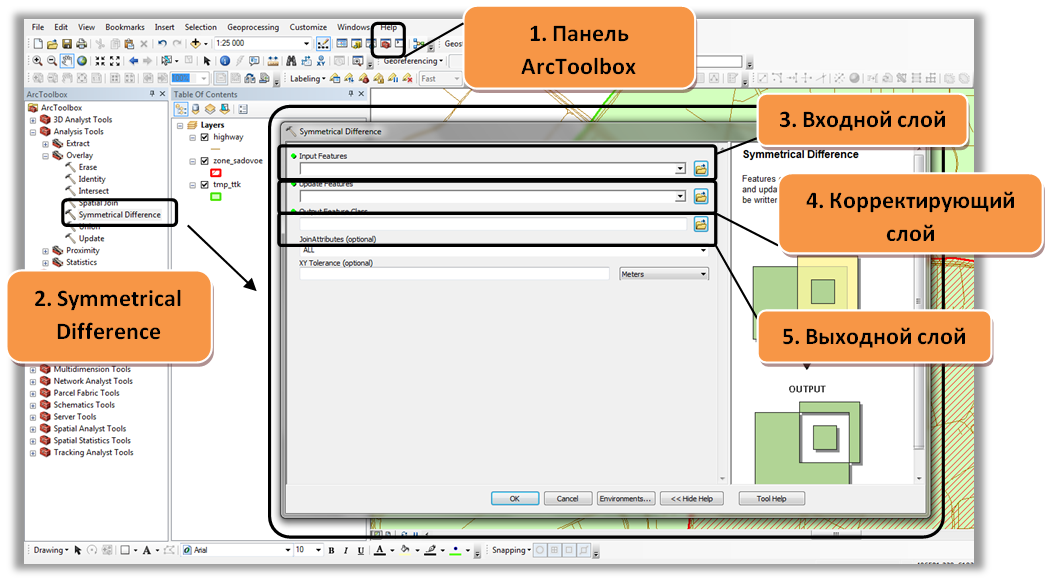 File Edit View Bookmarks Insert Selection Geoprocessing Customize Windows Help
1:25 000
Georeferencing
Labeling
Fast
1. Панель
ArcToolbox
ArcToolbox
ArcToolbox
3D Analyst Tools
Analysis Tools
Extract
Overlay
Erase
Identity
Intersect
Spatial Join
Symmetrical Difference
Union
Update
Proximity
Statistics
2. Symmetrical
Difference
Multidimension Tools
Network Analyst Tools
Parcel Fabric Tools
Schematics Tools
Server Tools
Spatial Analyst Tools
Spatial Statistics Tools
Tracking Analyst Tools
Table Of Contents
Layers
highway
zone_sadovoe
tmp_ttk
Symmetrical Difference
Input Features
Update Features
Output Feature Class
JoinAttributes (optional)
ALL
XY Tolerance (optional)
Meters
3. Входной слой
Symmetrical Difference
Features
and upda
be writter
4. Корректирующий
слой
5. Выходной слой
OUTPUT
OK Cancel Environments... << Hide Help Tool Help
Drawing Arial 10 B I U A Snapping